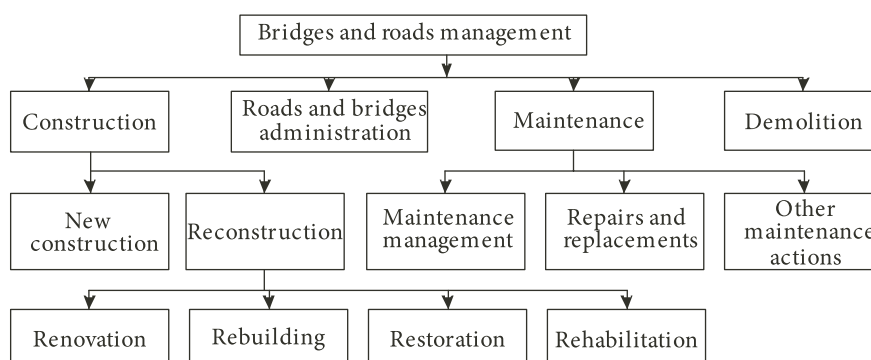 Bridges and roads management
Construction
Roads and bridges
administration
Maintenance
Demolition
New
construction
Reconstruction
Maintenance
management
Repairs and
replacements
Other
maintenance
actions
Renovation
Rebuilding
Restoration
Rehabilitation